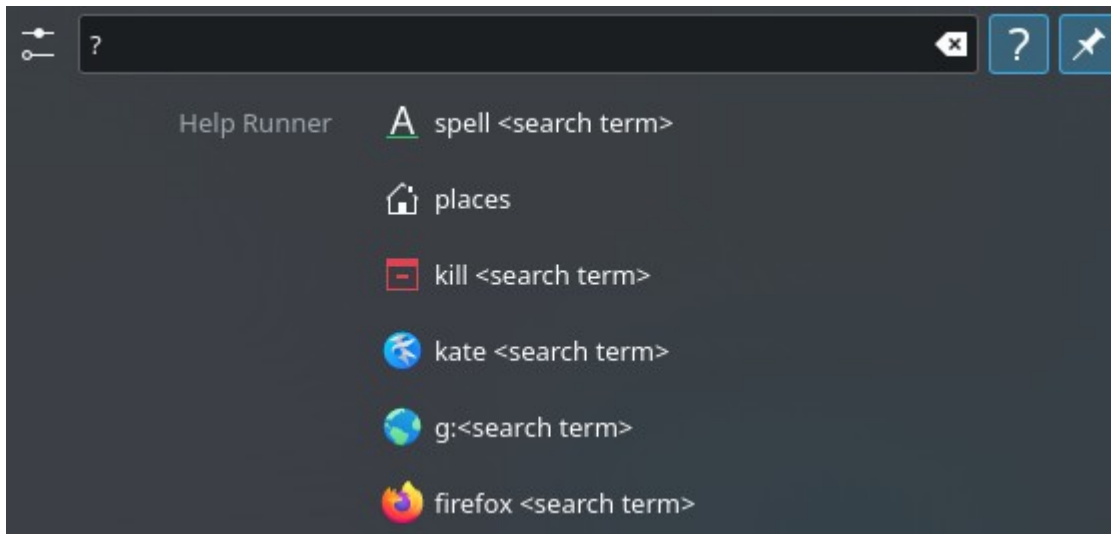 ?
?
Help Runner
A spell <search term>
places
kill <search term>
kate <search term>
g:<search term>
firefox <search term>